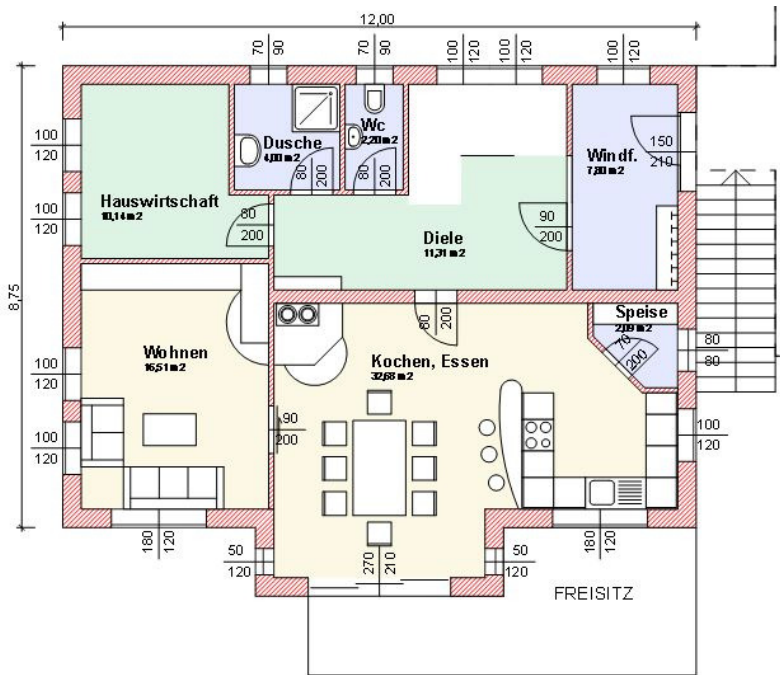 12,00
70 90
70 90
100 120
100 120
100 120
8,75
100
120
100
120
100
120
100
120
Dusche
4,00 m2
Wc
2,20 m2
80 200
80 200
Windf.
7,80 m2
150
210
Hauswirtschaft
10,14 m2
80
200
Diele
11,31 m2
90
200
80 200
Speise
2,09 m2
70
200
80
80
Wohnen
16,51 m2
Kochen, Essen
32,68 m2
90
200
100
120
180 120
50
120
270 210
50
120
180 120
FREISITZ